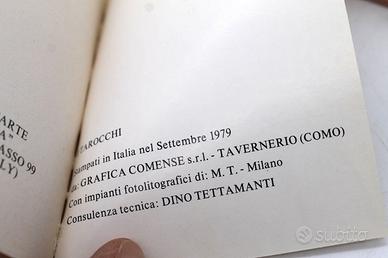 ARTE
A"
ASSO 99
LY)
TAROCCHI
Stampati in Italia nel Settembre 1979
da: GRAFICA COMENSE s.r.l. - TAVERNERIO (COMO)
Con impianti fotolitografici di: M. T. - Milano
Consulenza tecnica: DINO TETTAMANTI
subito